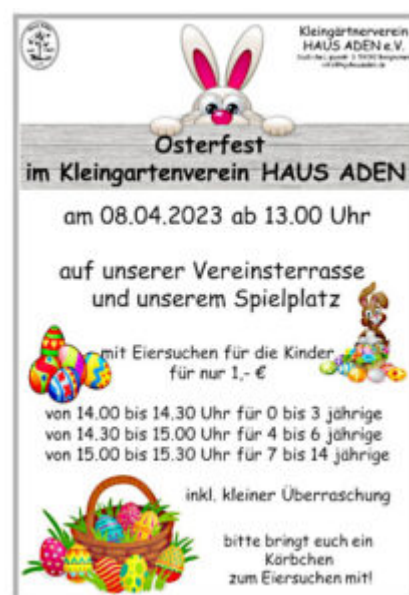 Kleingärtnerverein
HAUS ADEN e.V.
Osterfest
im Kleingartenverein HAUS ADEN
am 08.04.2023 ab 13.00 Uhr
auf unserer Vereinsterrasse
und unserem Spielplatz
mit Eiersuchen für die Kinder
für nur 1,- €
von 14.00 bis 14.30 Uhr für 0 bis 3 jährige
von 14.30 bis 15.00 Uhr für 4 bis 6 jährige
von 15.00 bis 15.30 Uhr für 7 bis 14 jährige
inkl. kleiner Überraschung
bitte bringt euch ein
Körbchen
zum Eiersuchen mit!